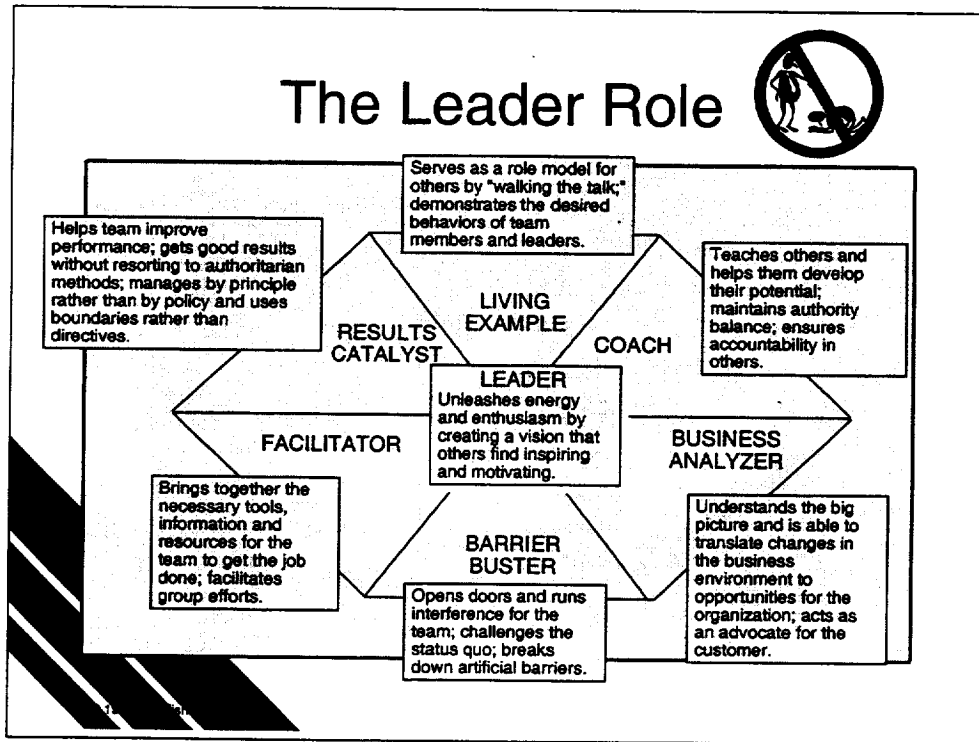 The Leader Role
Serves as a role model for
others by "walking the talk;"
demonstrates the desired
behaviors of team
members and leaders.
Helps team improve
performance; gets good results
without resorting to authoritarian
methods; manages by principle
rather than by policy and uses
boundaries rather than
directives.
Teaches others and
helps them develop
their potential;
maintains authority
balance; ensures
accountability in
others.
LIVING
EXAMPLE
RESULTS
CATALYST
COACH
LEADER
Unleashes energy
and enthusiasm by
creating a vision that
others find inspiring
and motivating.
FACILITATOR
BUSINESS
ANALYZER
Brings together the
necessary tools,
information and
resources for the
team to get the job
done; facilitates
group efforts.
BARRIER
BUSTER
Understands the big
picture and is able to
translate changes in
the business
environment to
opportunities for the
organization; acts as
an advocate for the
customer.
Opens doors and runs
interference for the
team; challenges the
status quo; breaks
down artificial barriers.